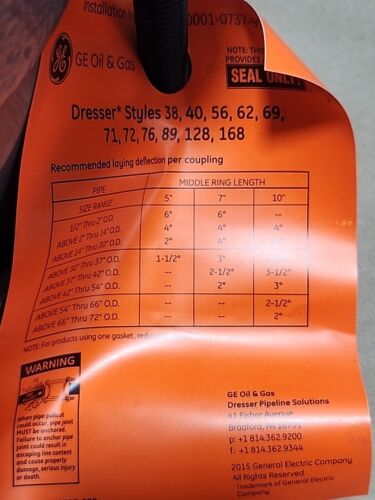 Installation
0001-0737-
NOTE: THIS
PROVIDES A
SEAL ONLY!
GE Oil & Gas
Dresser* Styles 38, 40, 56, 62, 69,
71, 72, 76, 89, 128, 168
Recommended laying deflection per coupling
PIPE
SIZE RANGE
MIDDLE RING LENGTH
5" 7" 10"
1/2" Thru 2" O.D. 6° 6° --
ABOVE 2" Thru 14" O.D. 4° 4° 4°
ABOVE 14" Thru 30" O.D. 2° 4°
ABOVE 30" Thru 37" O.D. 1-1/2° 3°
ABOVE 37" Thru 42" O.D. -- 2-1/2° 3-1/2°
ABOVE 42" Thru 54" O.D. -- 2° 3°
ABOVE 54" Thru 66" O.D. -- -- 2-1/2°
ABOVE 66" Thru 72" O.D. -- -- 2°
NOTE: For products using one gasket,
WARNING
When pipe pullout
could occur, pipe joint
MUST be anchored.
Failure to anchor pipe
joint could result in
escaping line content
and cause property
damage, serious injury
or death.
GE Oil & Gas
Dresser Pipeline Solutions
41 Fisher Avenue
Bradford, PA 16701
p: +1 814.362.9200
f: +1 814.362.9344
2015 General Electric Company
All Rights Reserved
Trademark of General Electric
Company